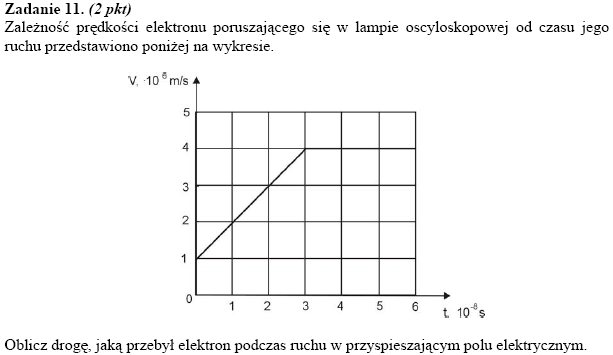 Zadanie 11. (2 pkt)
Zależność prędkości elektronu poruszającego się w lampie oscyloskopowej od czasu jego
ruchu przedstawiono poniżej na wykresie.
V, ·10⁶ m/s
5
4
3
2
1
0
1 2 3 4 5 6
t, 10⁻⁸ s
Oblicz drogę, jaką przebył elektron podczas ruchu w przyspieszającym polu elektrycznym.